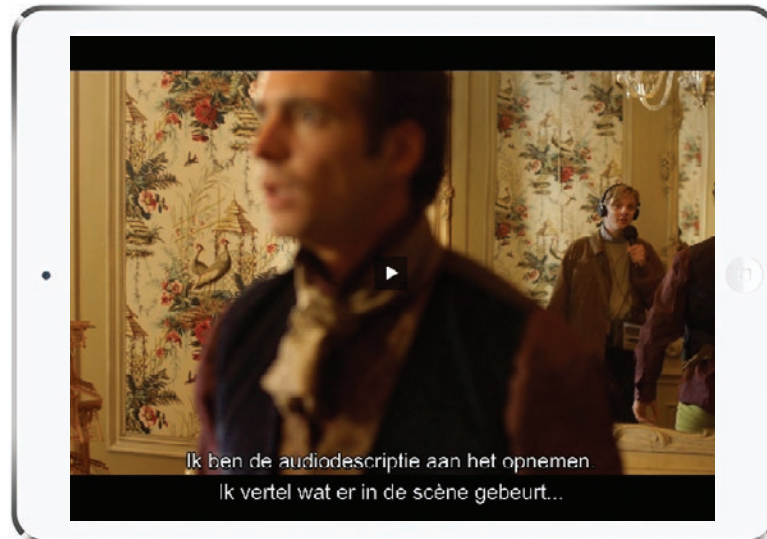 Ik ben de audiodescriptie aan het opnemen.
Ik vertel wat er in de scène gebeurt...